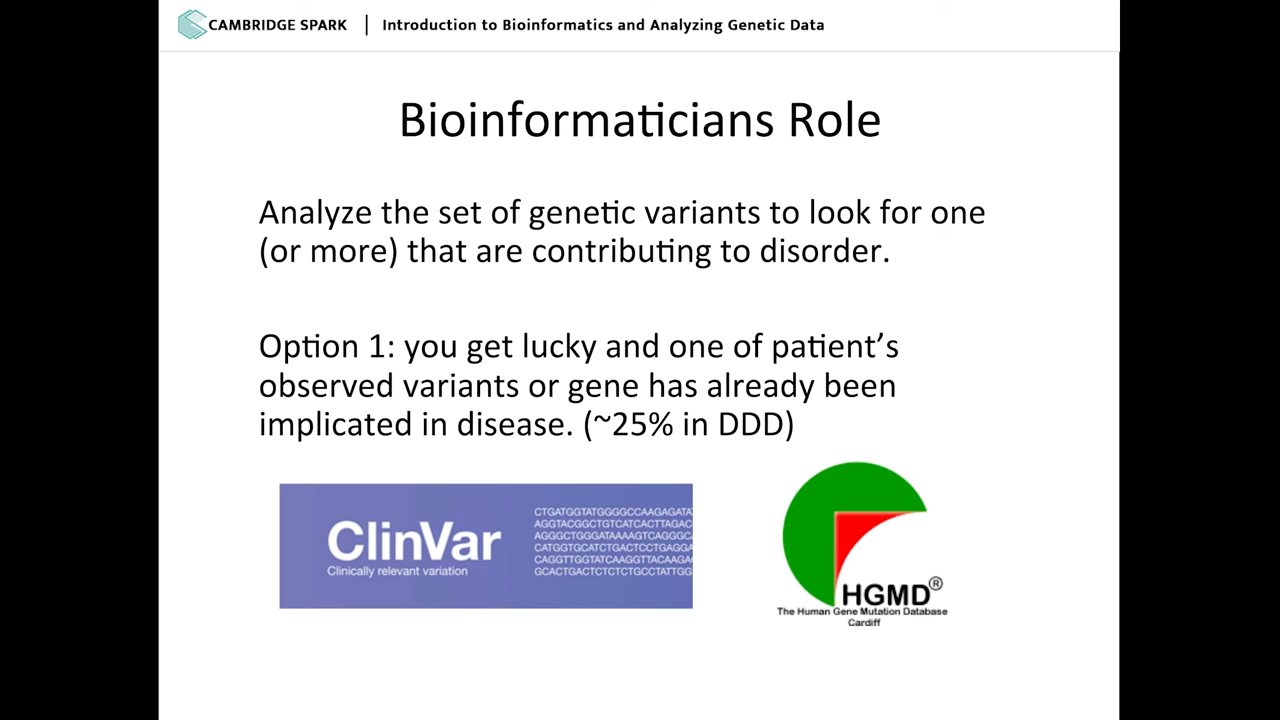 CAMBRIDGE SPARK | Introduction to Bioinformatics and Analyzing Genetic Data
Bioinformaticians Role
Analyze the set of genetic variants to look for one
(or more) that are contributing to disorder.
Option 1: you get lucky and one of patient’s
observed variants or gene has already been
implicated in disease. (~25% in DDD)
ClinVar
Clinically relevant variation
CTGATGGTATGGGGCCAAGAGATA
AGGTACGGCTGTCATCACTTAGAC
AGGGCTGGGATAAAAGTCAGGGC
CATGGTGCATCTGACTCCTGAGGA
CAGGTTGGTATCAAGGTTACAAGA
GCACTGACTCTCTCTGCCTATTGG
HGMD®
The Human Gene Mutation Database
Cardiff